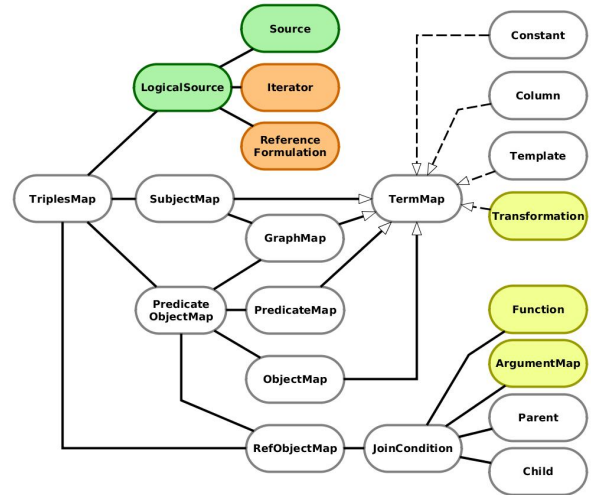 Source
Constant
LogicalSource
Iterator
Column
Reference
Formulation
Template
TriplesMap
SubjectMap
TermMap
Transformation
GraphMap
Predicate
ObjectMap
PredicateMap
Function
ArgumentMap
ObjectMap
Parent
RefObjectMap
JoinCondition
Child